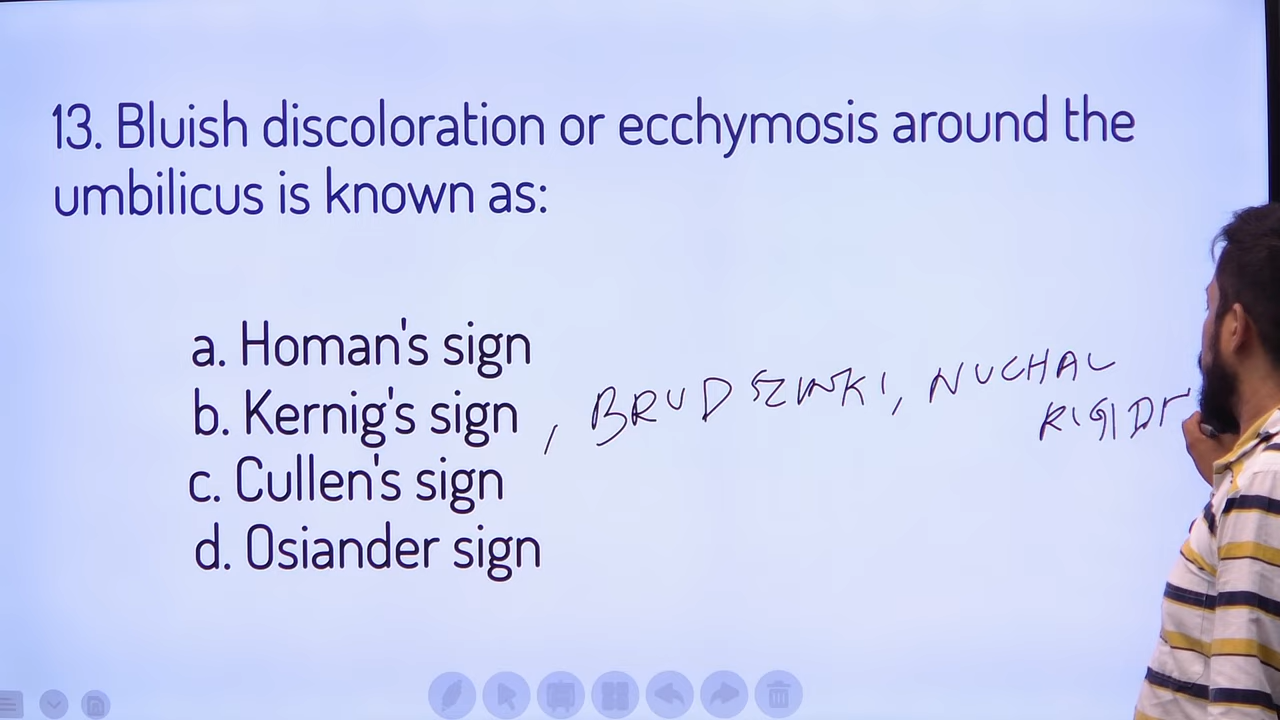 13. Bluish discoloration or ecchymosis around the
umbilicus is known as:
a. Homan's sign
b. Kernig's sign , BRUDSZINKI, NUCHAL
RIGIDI
c. Cullen's sign
d. Osiander sign